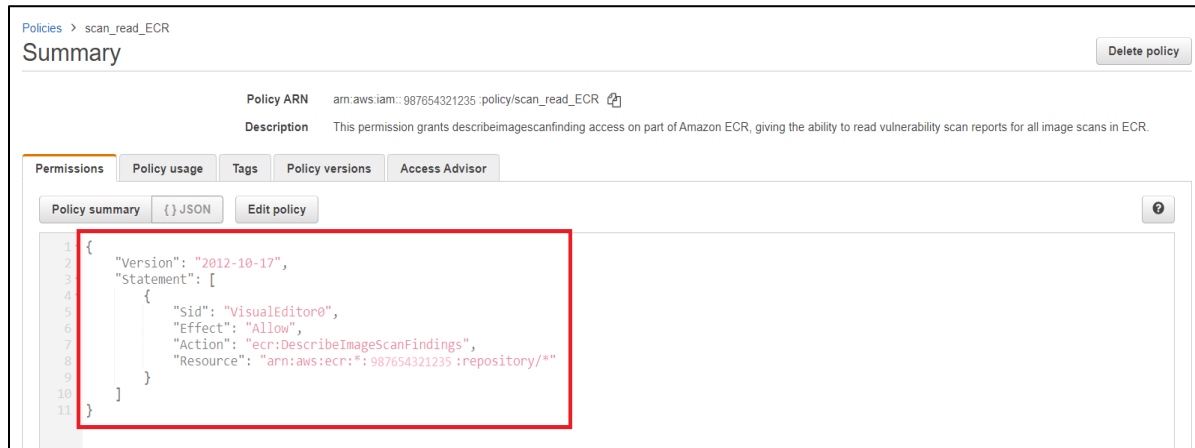 Policies > scan_read_ECR
Summary
Delete policy
Policy ARN arn:aws:iam:: 987654321235 :policy/scan_read_ECR
Description This permission grants describeimagescanfinding access on part of Amazon ECR, giving the ability to read vulnerability scan reports for all image scans in ECR.
Permissions Policy usage Tags Policy versions Access Advisor
Policy summary { } JSON Edit policy ?
1 {
2 "Version": "2012-10-17",
3 "Statement": [
4 {
5 "Sid": "VisualEditor0",
6 "Effect": "Allow",
7 "Action": "ecr:DescribeImageScanFindings",
8 "Resource": "arn:aws:ecr:*: 987654321235 :repository/*"
9 }
10 ]
11 }